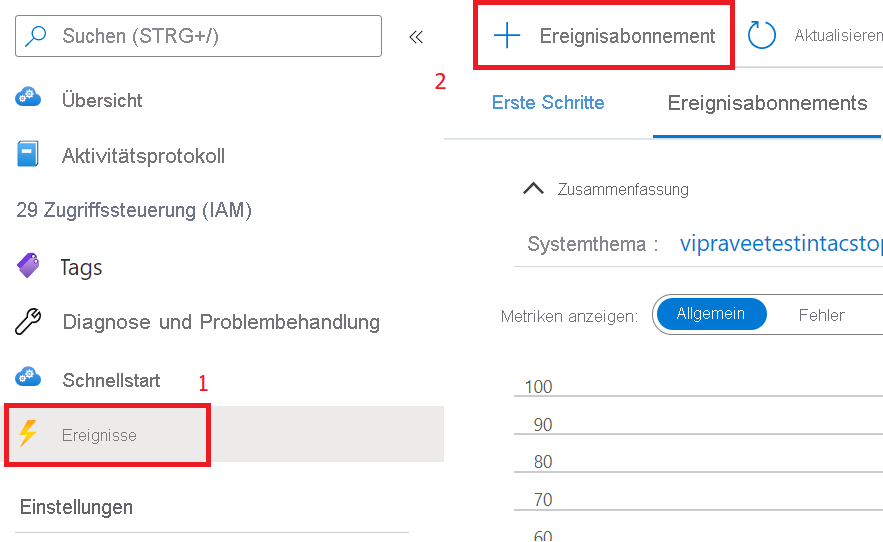 Suchen (STRG+/)
Übersicht
Aktivitätsprotokoll
29 Zugriffssteuerung (IAM)
Tags
Diagnose und Problembehandlung
Schnellstart
1
Ereignisse
Einstellungen
2
Ereignisabonnement
Aktualisieren
Erste Schritte
Ereignisabonnements
Zusammenfassung
Systemthema :
vipraveetestintacstop
Metriken anzeigen:
Allgemein
Fehler
100
90
80
70
60